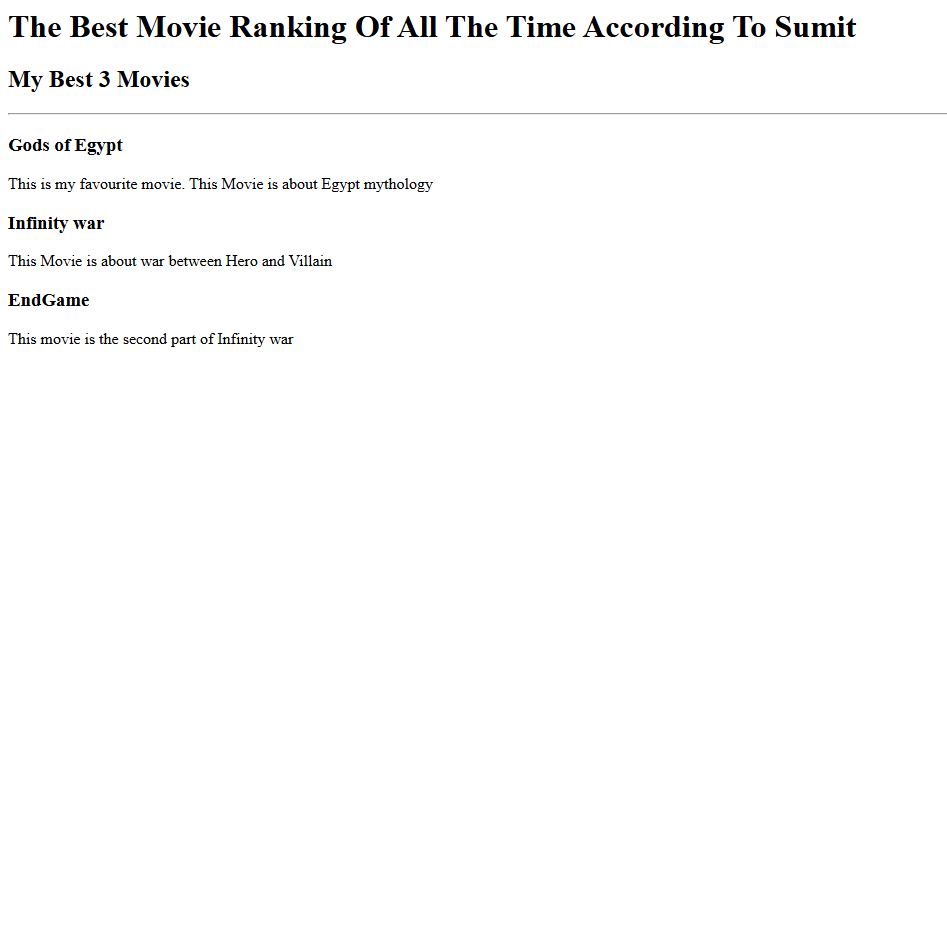 The Best Movie Ranking Of All The Time According To Sumit
My Best 3 Movies
Gods of Egypt
This is my favourite movie. This Movie is about Egypt mythology
Infinity war
This Movie is about war between Hero and Villain
EndGame
This movie is the second part of Infinity war